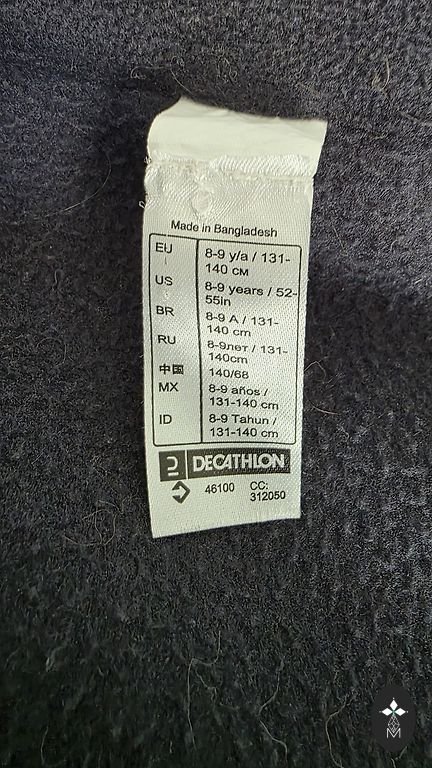 Made in Bangladesh
EU 8-9 y/a / 131-
140 см
US 8-9 years / 52-
55in
BR 8-9 A / 131-
140 cm
RU 8-9лет / 131-
140cm
中国 140/68
MX 8-9 años /
131-140 cm
ID 8-9 Tahun /
131-140 cm
DECATHLON
46100 CC:
312050
M